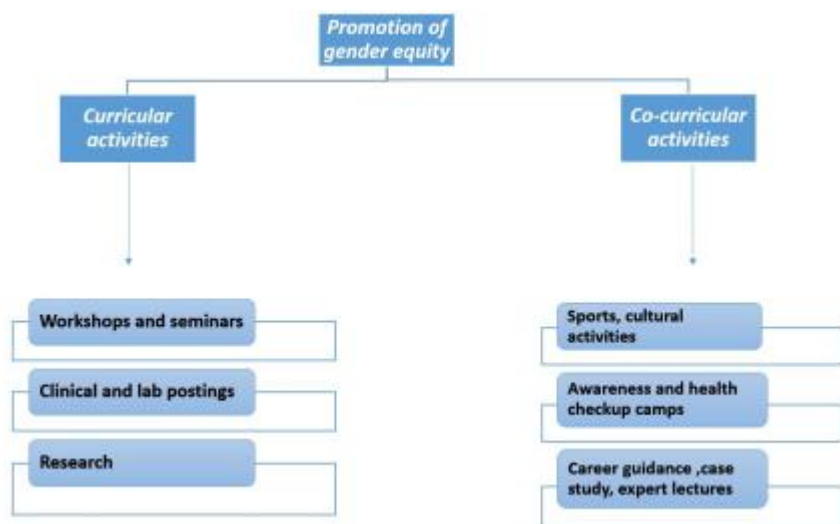 Promotion of
gender equity
Curricular
activities
Co-curricular
activities
Workshops and seminars
Clinical and lab postings
Research
Sports, cultural
activities
Awareness and health
checkup camps
Career guidance ,case
study, expert lectures